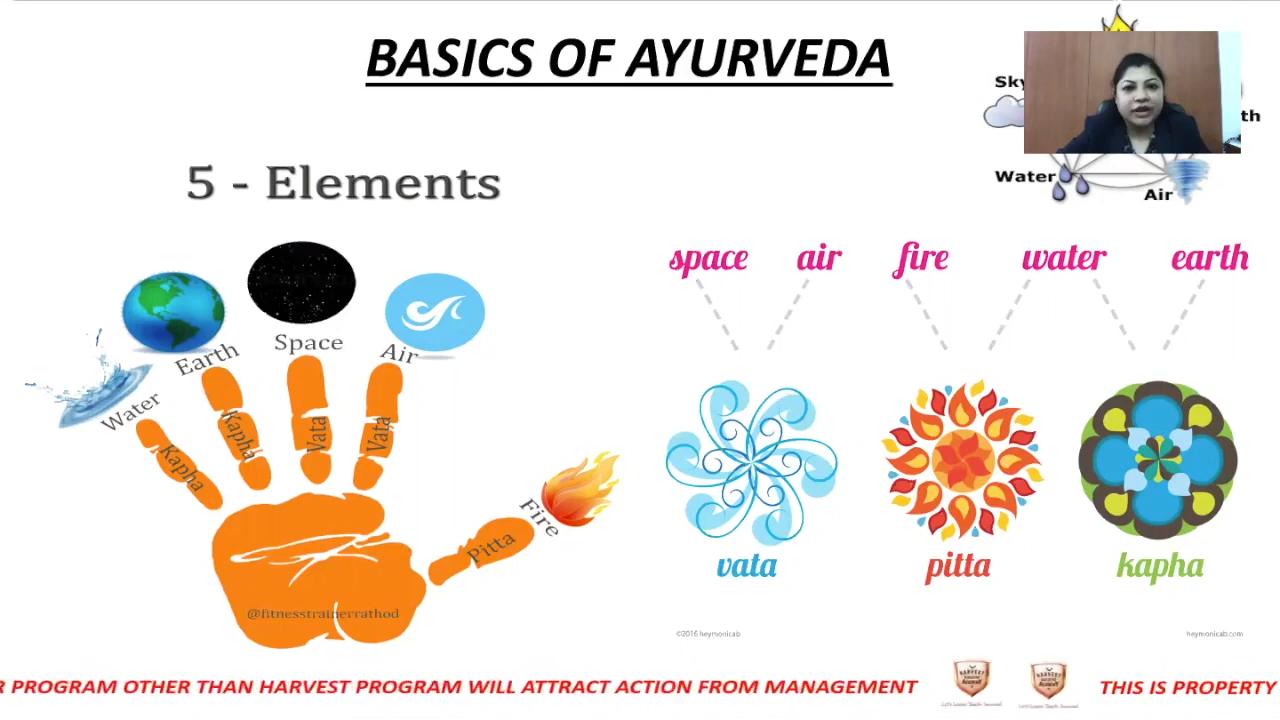 BASICS OF AYURVEDA
Sky
th
Water
Air
5 - Elements
Water
Earth
Space
Air
Fire
Kapha
Kapha
Vata
Vata
Pitta
@fitnesstrainerrathod
space air fire water earth
vata pitta kapha
©2016 heymonicab
heymonicab.com
R PROGRAM OTHER THAN HARVEST PROGRAM WILL ATTRACT ACTION FROM MANAGEMENT
HARVEST
HARVEST
THIS IS PROPERTY